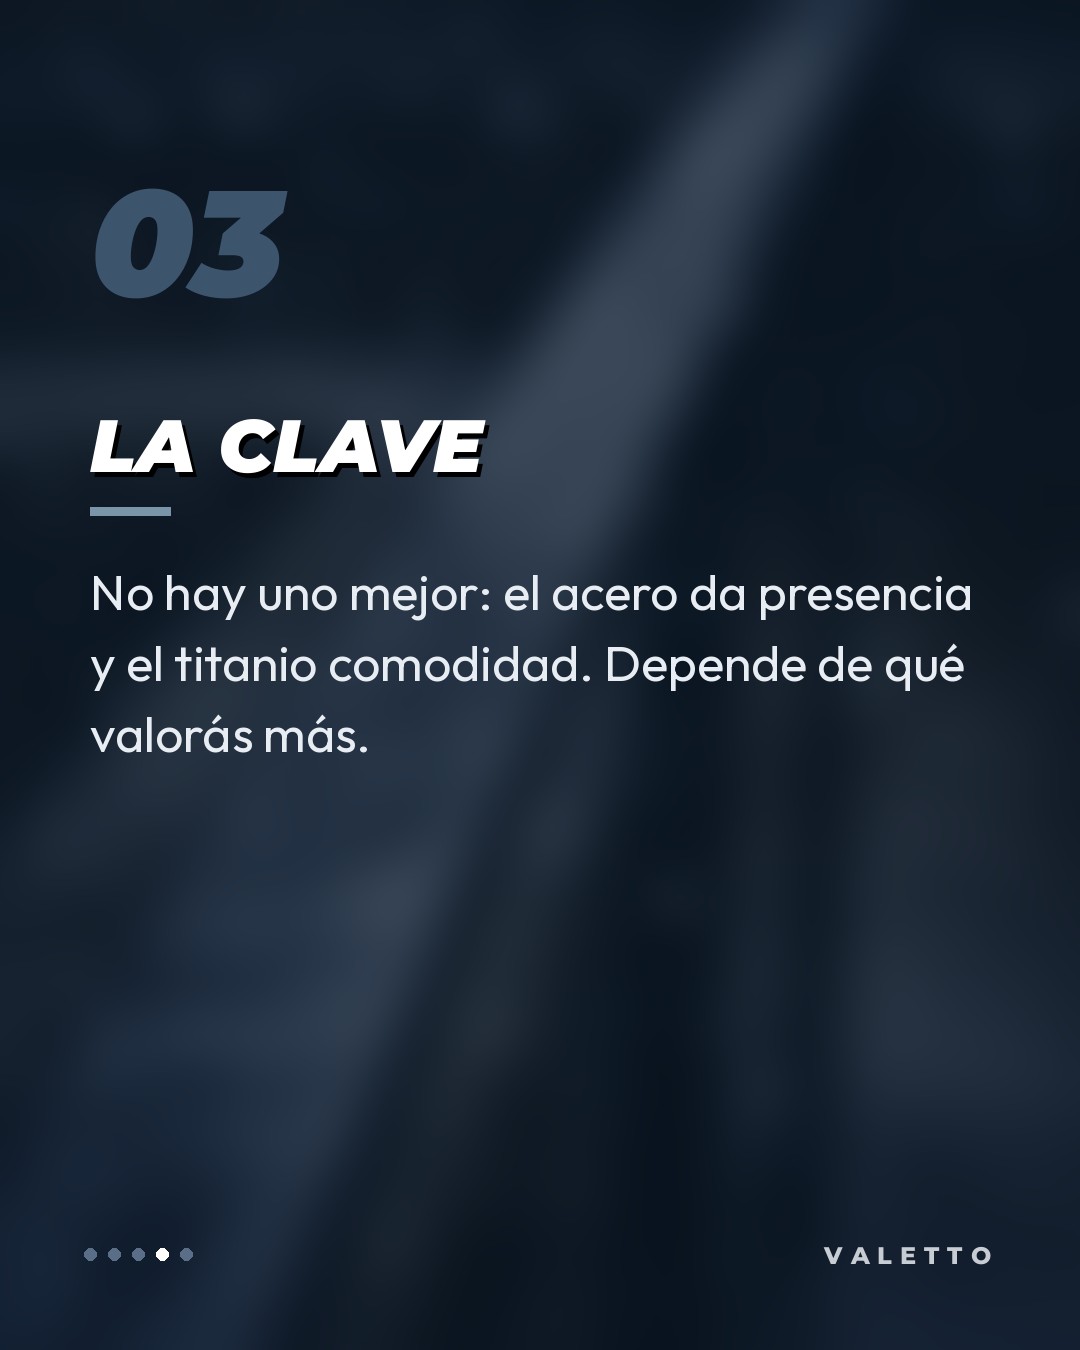 03
LA CLAVE
No hay uno mejor: el acero da presencia
y el titanio comodidad. Depende de qué
valorás más.
VALETTO